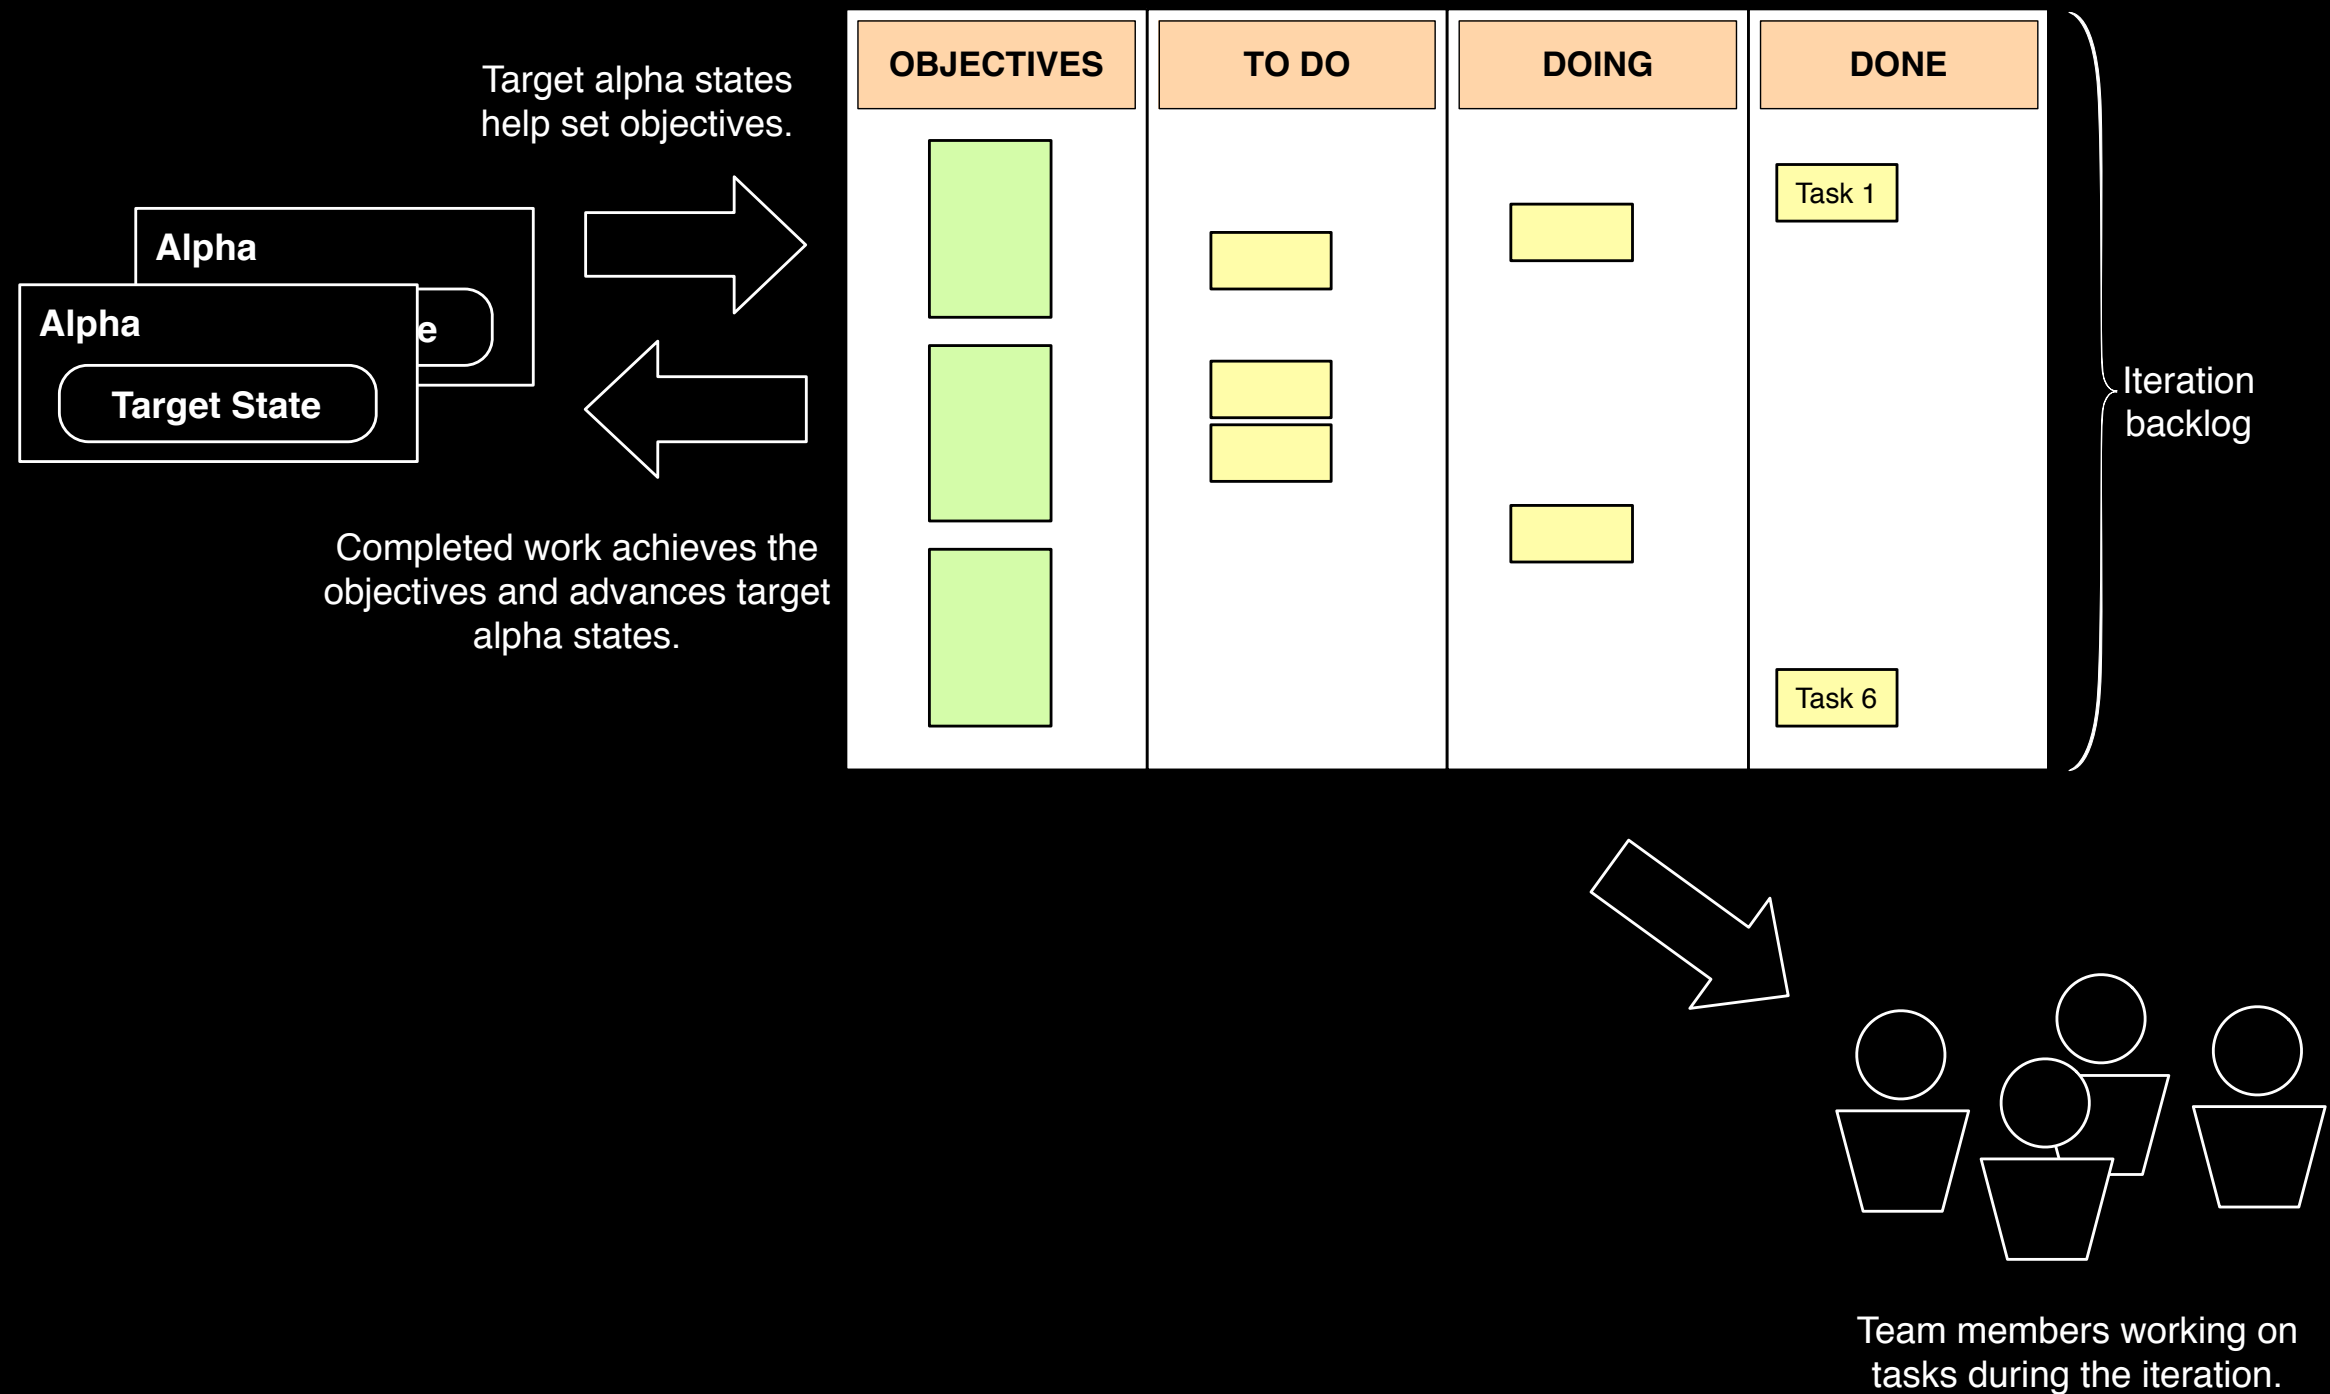 Target alpha states
help set objectives.
Alpha
e
Alpha
Target State
Completed work achieves the
objectives and advances target
alpha states.
OBJECTIVES
TO DO
DOING
DONE
Task 1
Task 6
Iteration
backlog
Team members working on
tasks during the iteration.